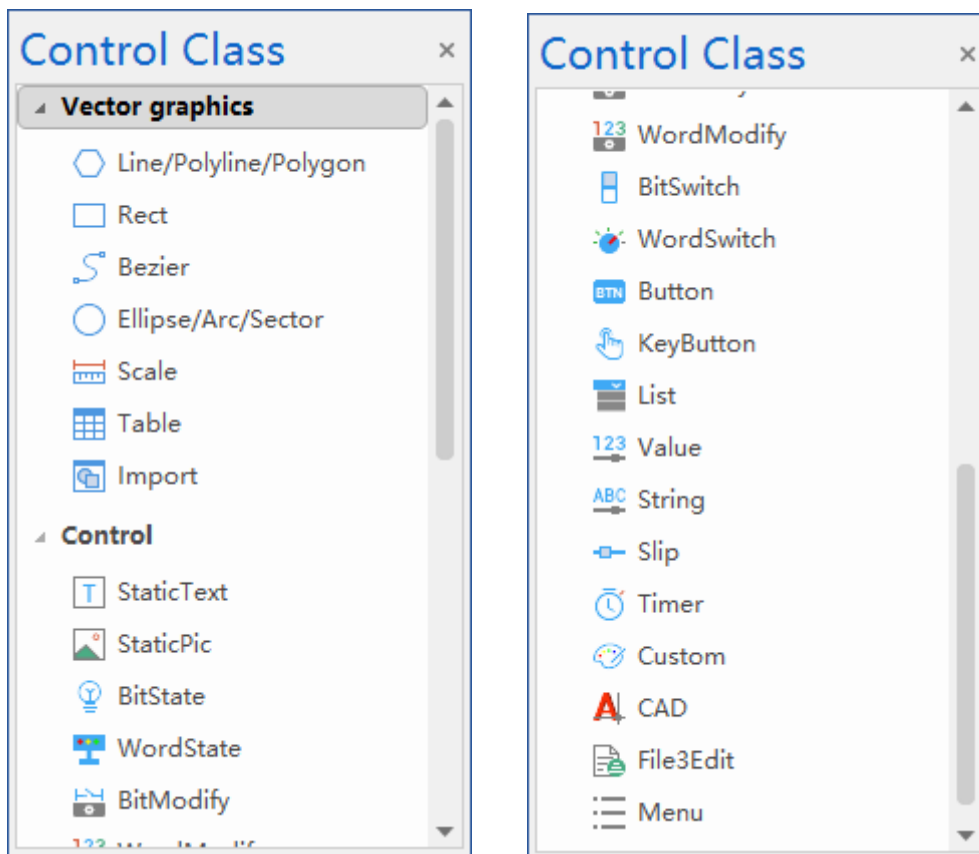 Control Class
Vector graphics
Line/Polyline/Polygon
Rect
Bezier
Ellipse/Arc/Sector
Scale
Table
Import
Control
T StaticText
StaticPic
BitState
WordState
BitModify
Control Class
123 WordModify
BitSwitch
WordSwitch
BTN Button
KeyButton
List
123 Value
ABC String
Slip
Timer
Custom
A CAD
File3Edit
Menu